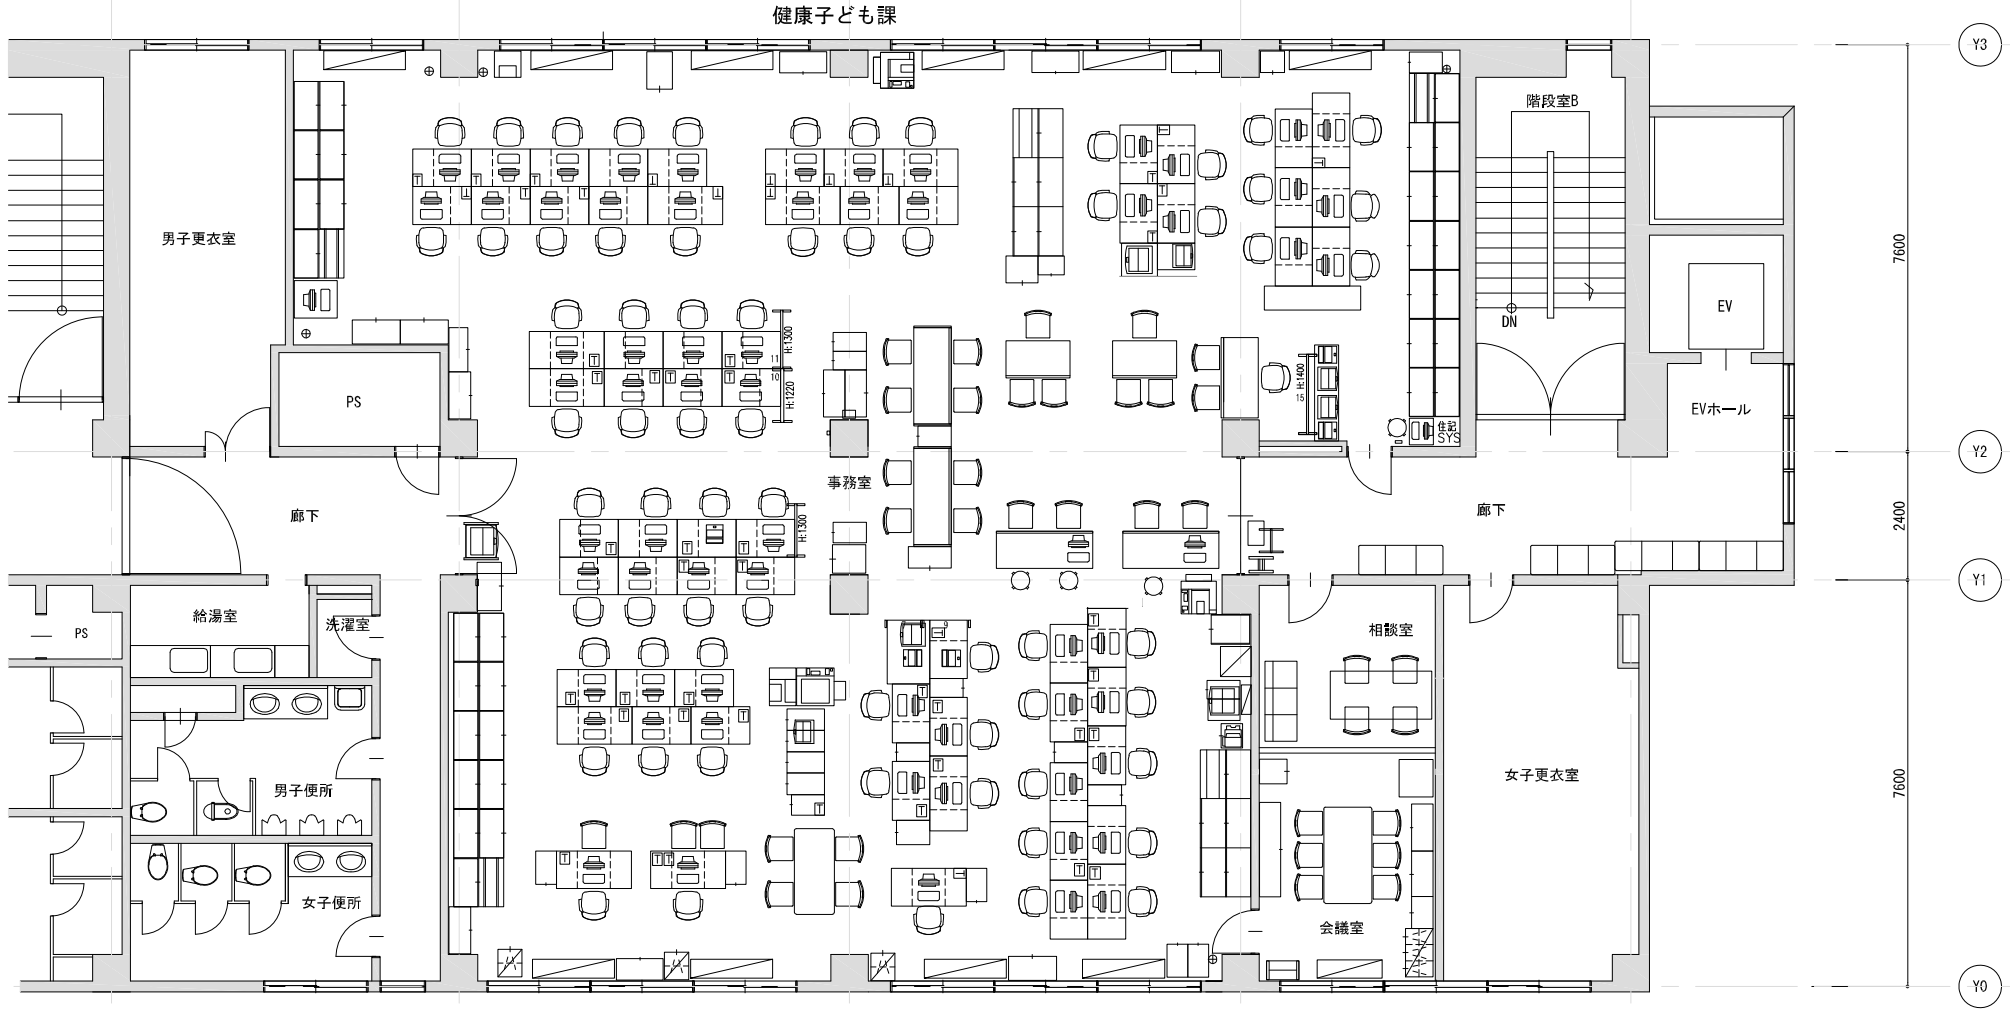 健康子ども課
Y3
階段室B
男子更衣室
7600
EV
DN
H:1300
11
10
H:1220
H:1400
15
PS
EVホール
住記
SYS
Y2
事務室
廊下
廊下
2400
H:1300
Y1
給湯室
洗濯室
PS
相談室
女子更衣室
7600
男子便所
女子便所
会議室
Y0